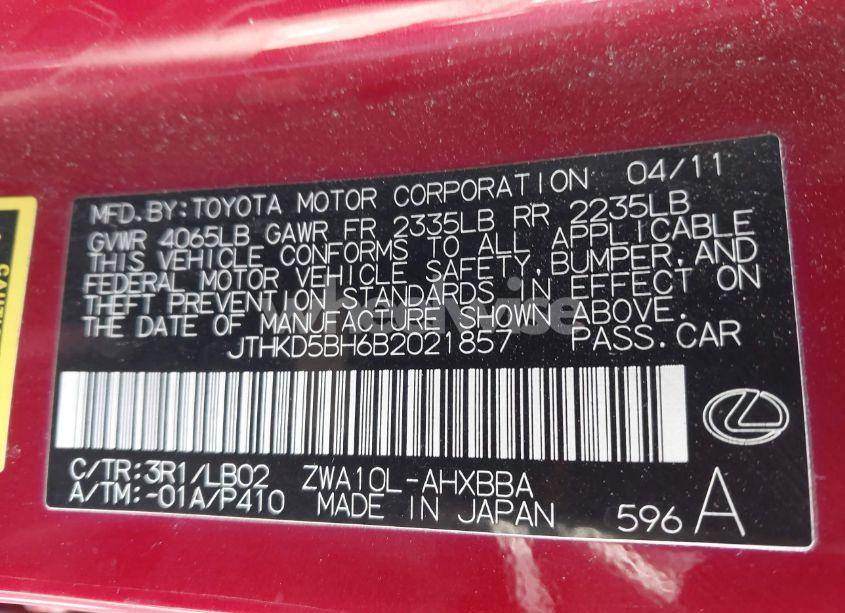 MFD.BY:TOYOTA MOTOR CORPORATION 04/11
GVWR 4065LB GAWR FR 2335LB RR 2235LB
THIS VEHICLE CONFORMS TO ALL APPLICABLE
FEDERAL MOTOR VEHICLE SAFETY, BUMPER, AND
THEFT PREVENTION STANDARDS IN EFFECT ON
THE DATE OF MANUFACTURE SHOWN ABOVE.
JTHKD5BH6B2021857 PASS.CAR
C/TR:3R1/LB02 ZWA10L-AHXBBA
A/TM:-01A/P410 MADE IN JAPAN 596 A